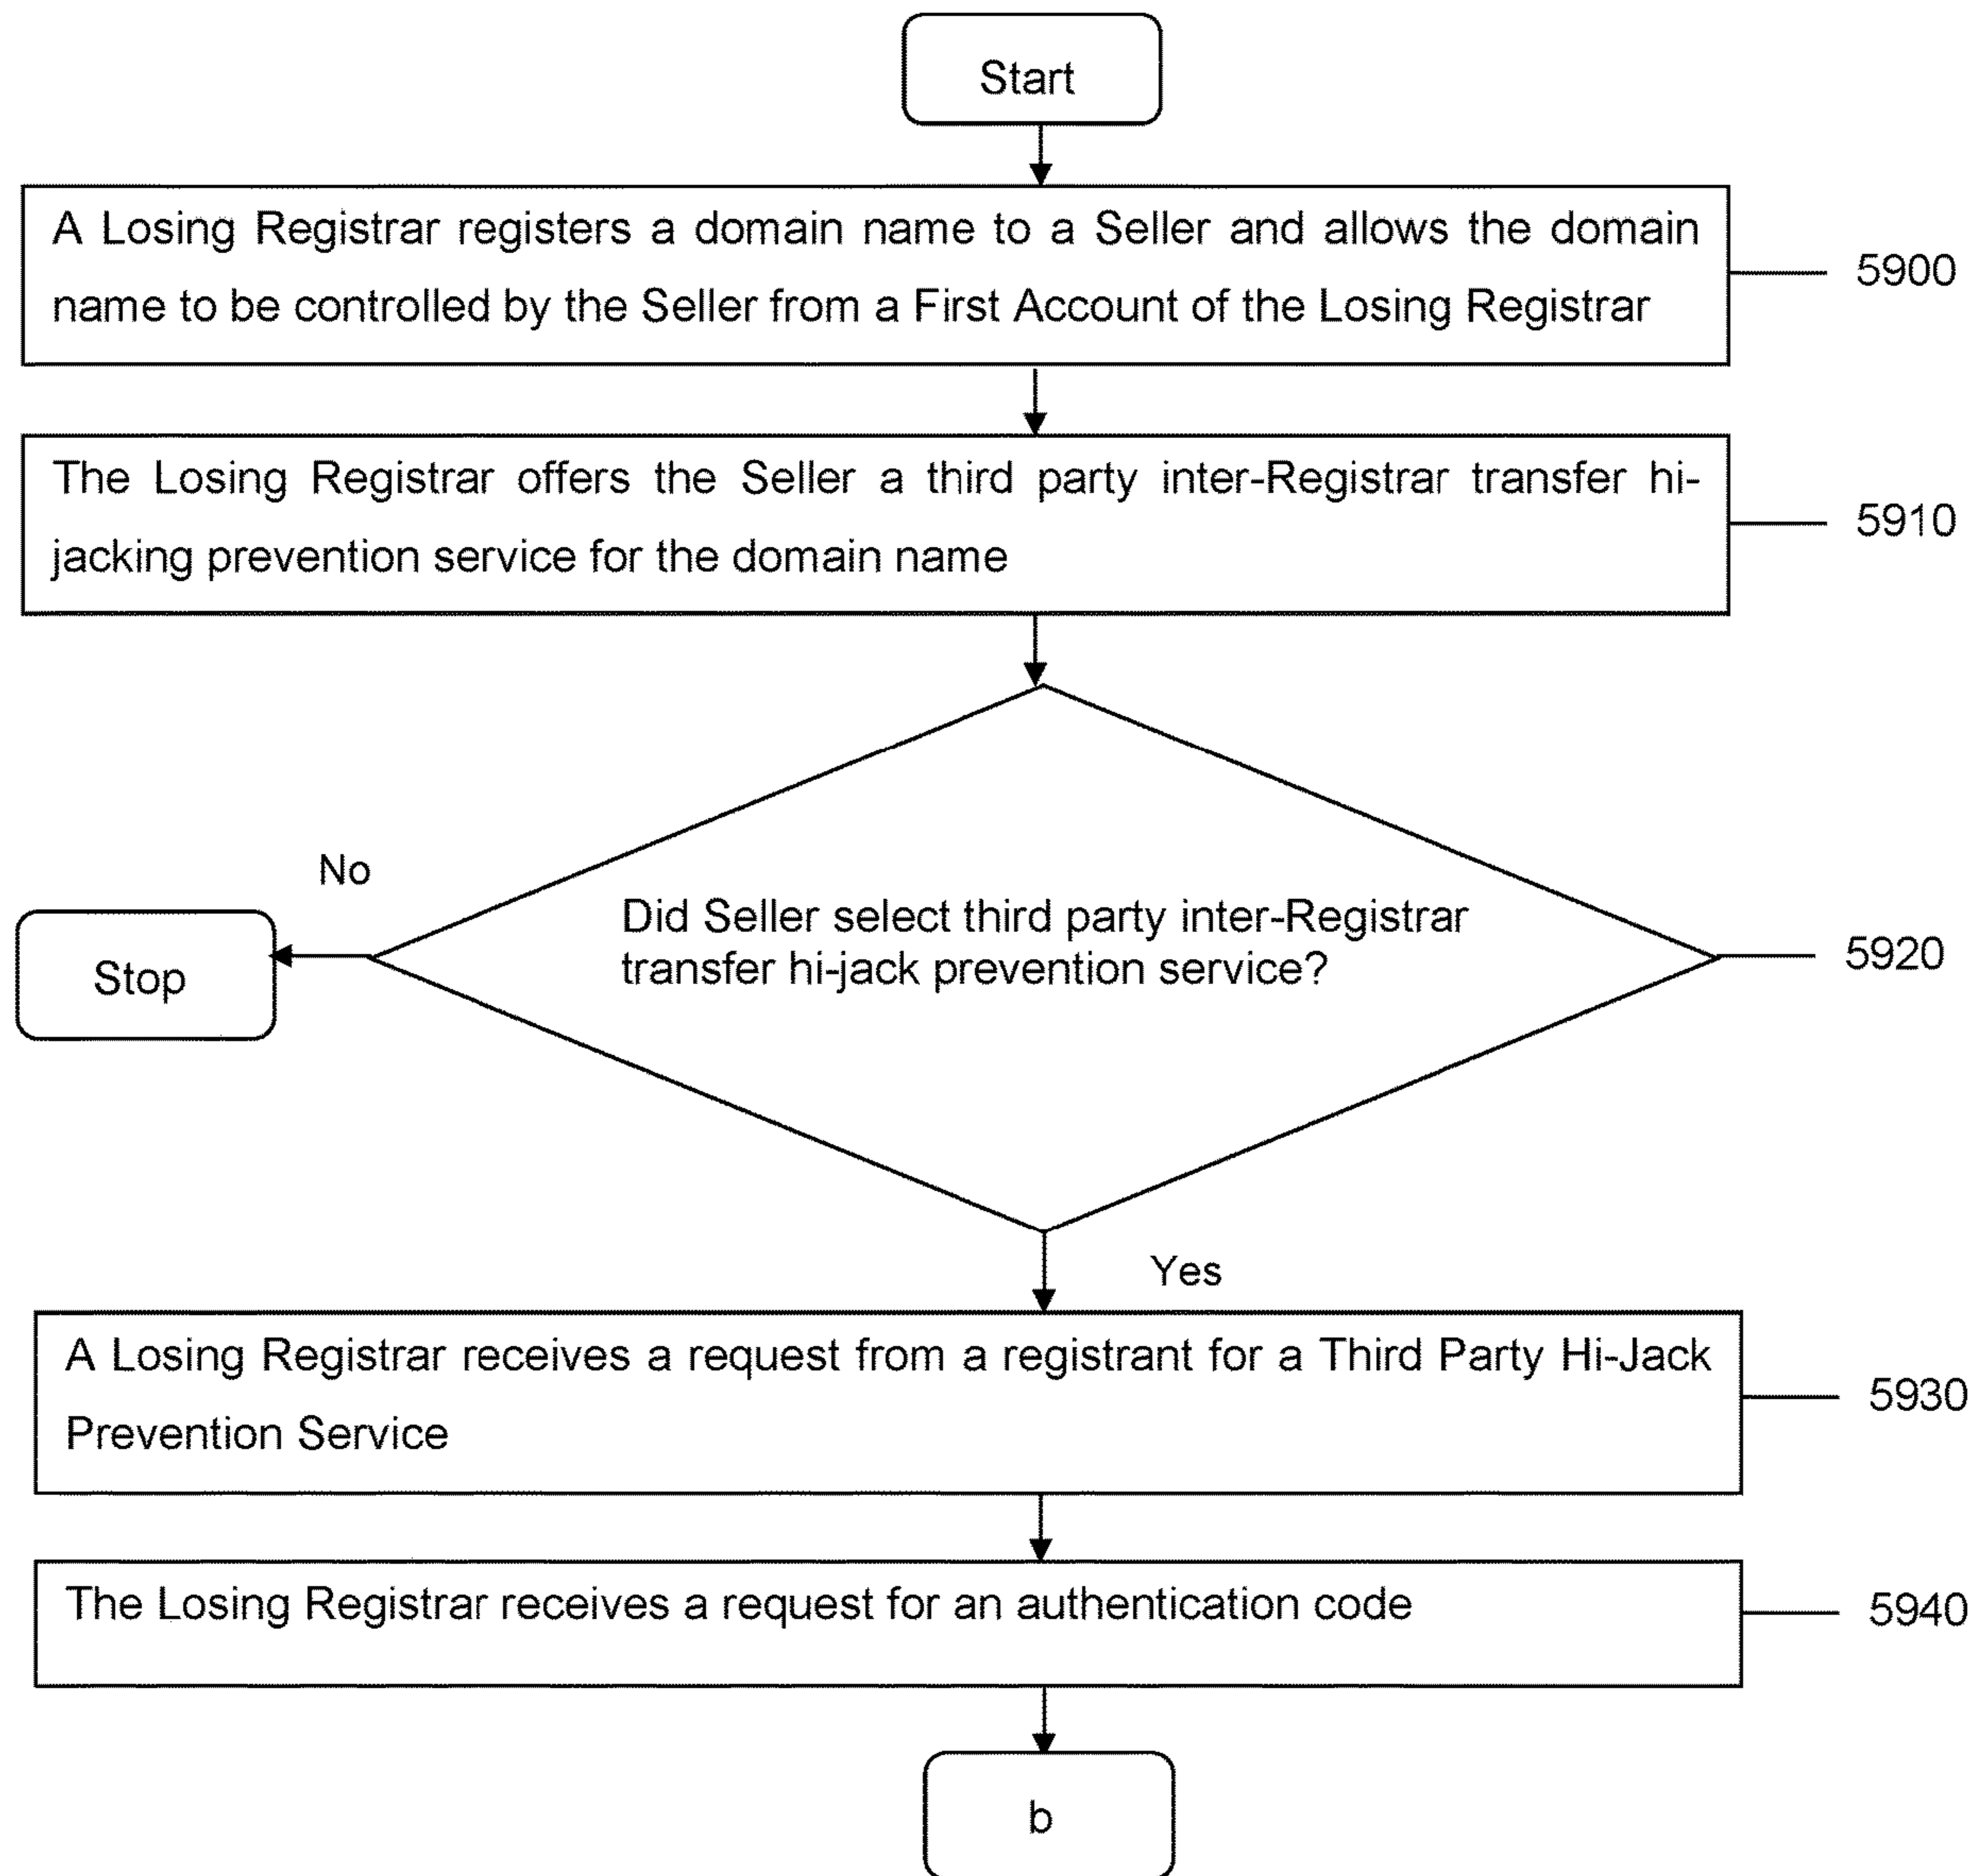 Start
A Losing Registrar registers a domain name to a Seller and allows the domain
name to be controlled by the Seller from a First Account of the Losing Registrar
5900
The Losing Registrar offers the Seller a third party inter-Registrar transfer hi-
jacking prevention service for the domain name
5910
No
Did Seller select third party inter-Registrar
transfer hi-jack prevention service?
5920
Stop
Yes
A Losing Registrar receives a request from a registrant for a Third Party Hi-Jack
Prevention Service
5930
The Losing Registrar receives a request for an authentication code
5940
b